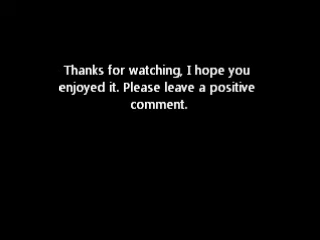 Thanks for watching, I hope you
enjoyed it. Please leave a positive
comment.